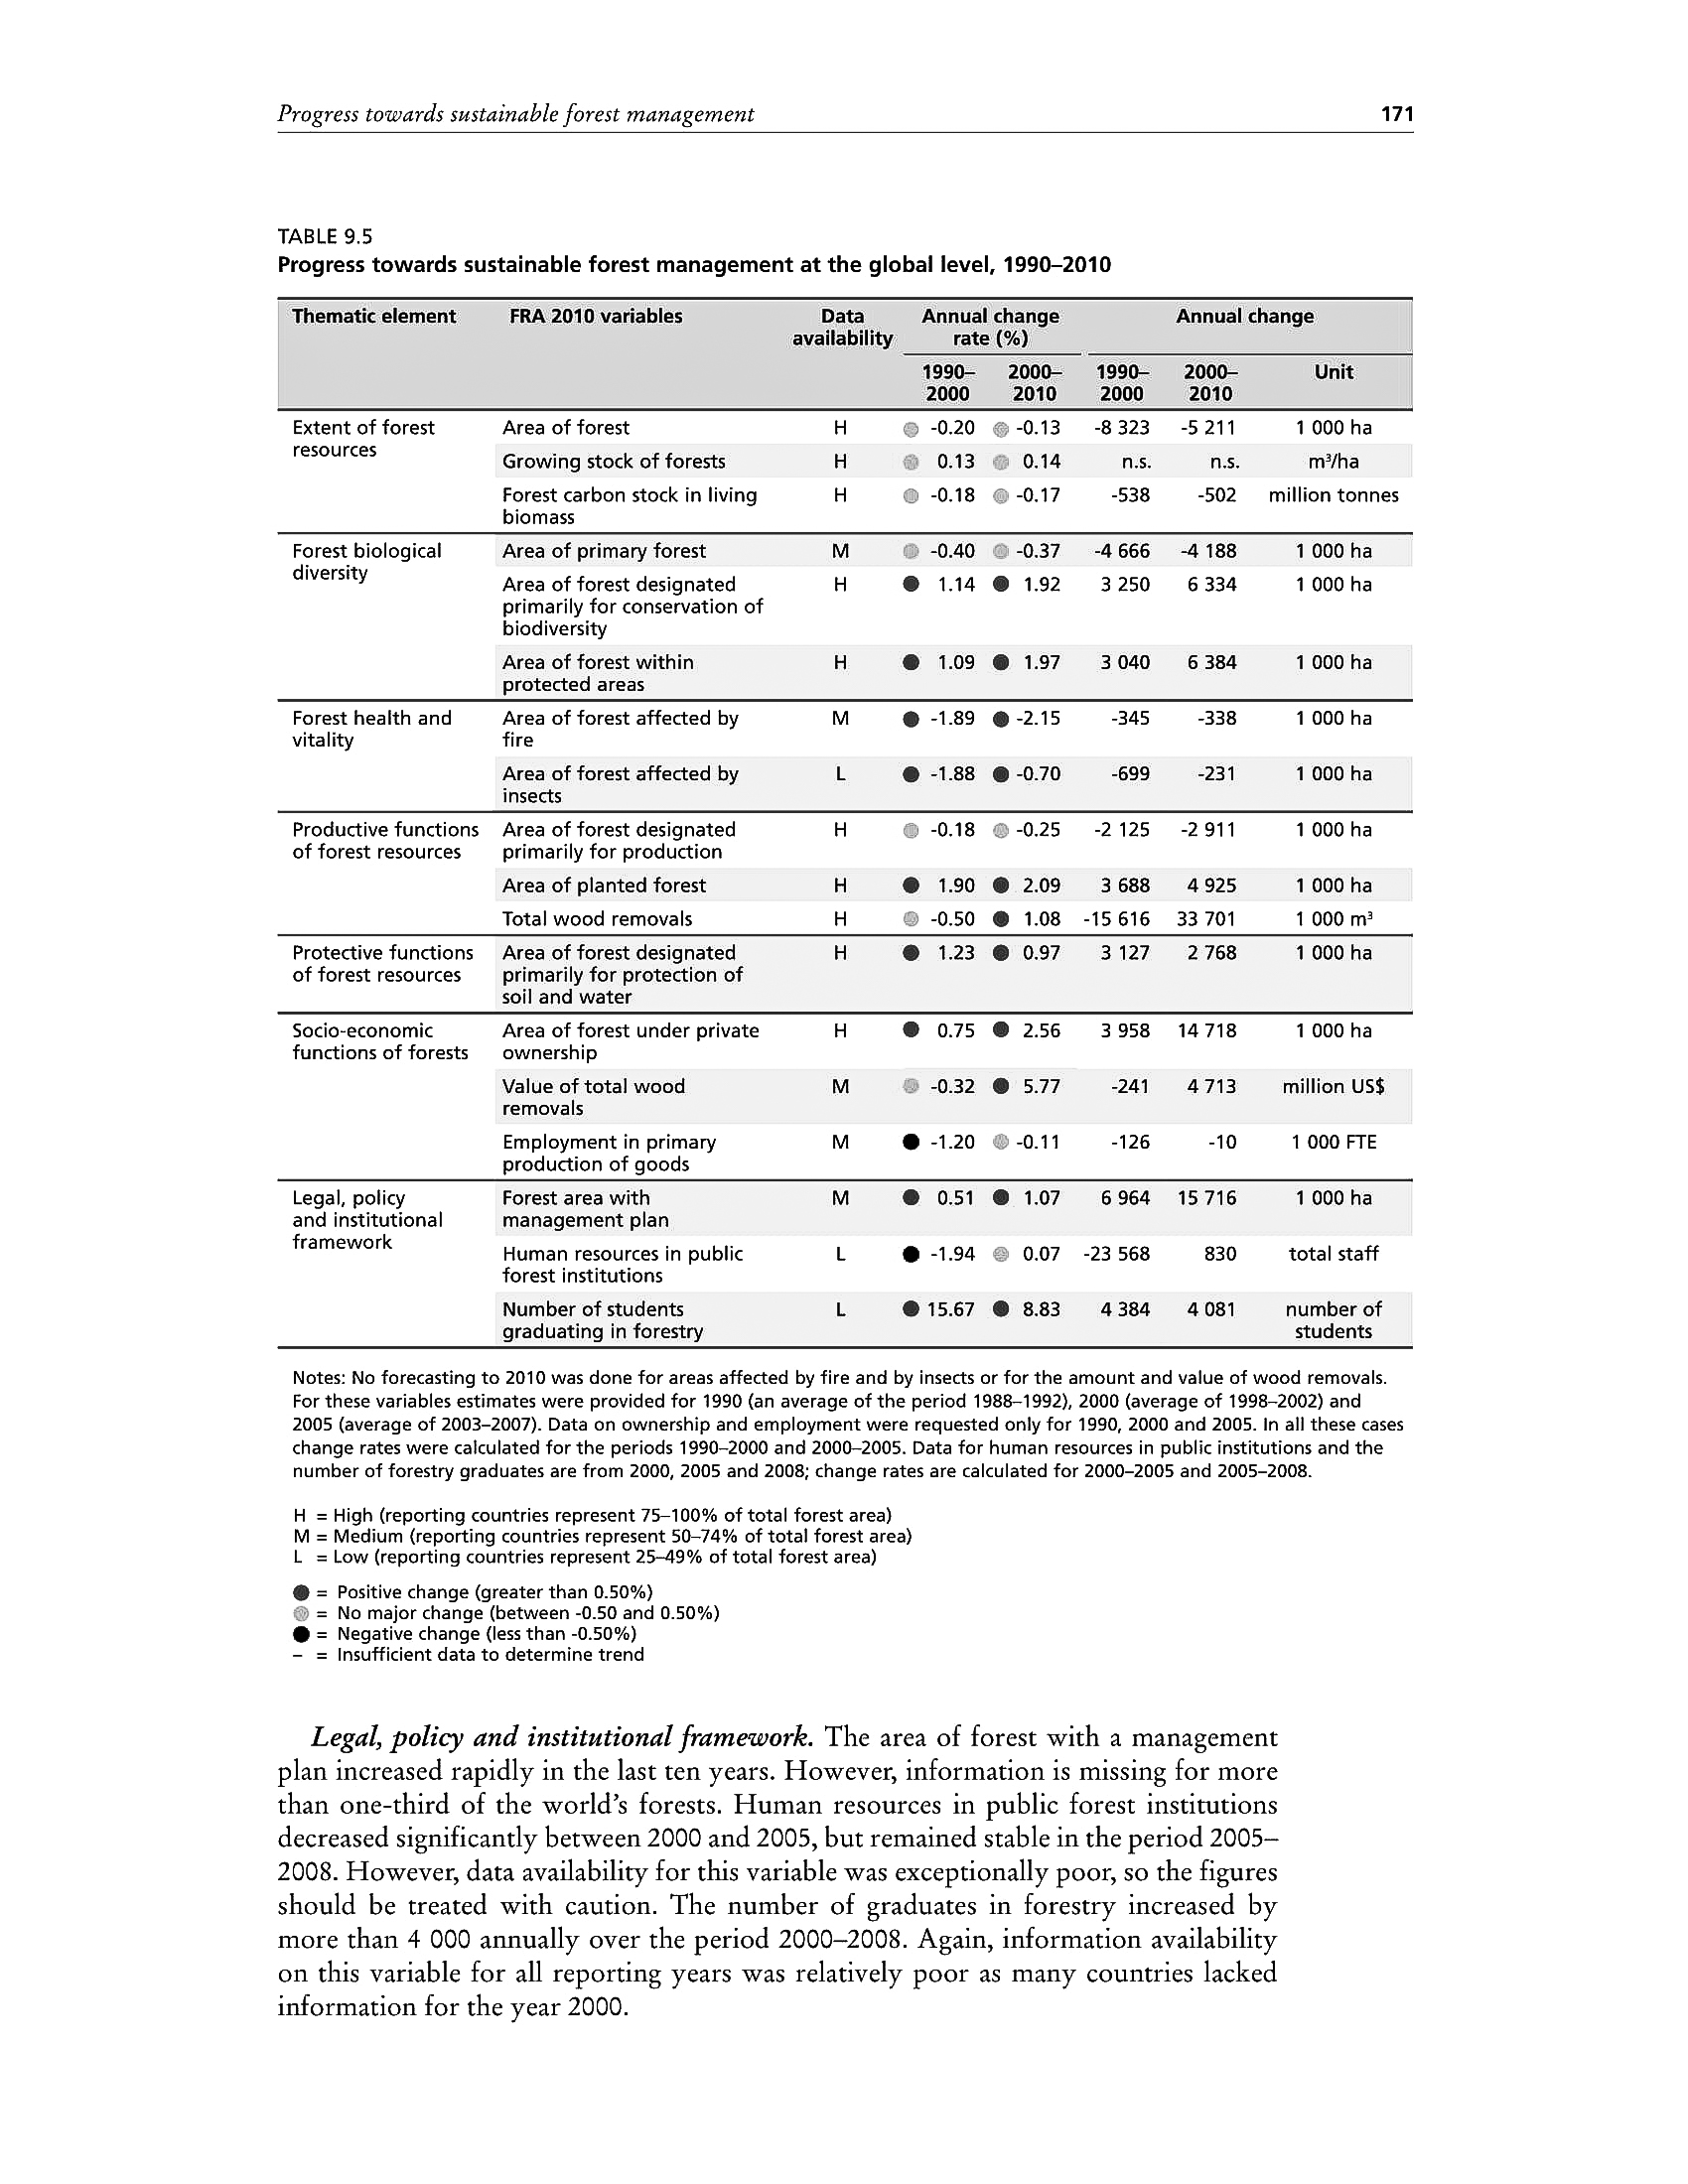 Progress towards sustainable forest management 171
TABLE 9.5
Progress towards sustainable forest management at the global level, 1990–2010
Thematic element FRA 2010 variables Data availability Annual change rate (%) Annual change
1990–2000 2000–2010 1990–2000 2000–2010 Unit
Extent of forest resources Area of forest H -0.20 -0.13 -8 323 -5 211 1 000 ha
Growing stock of forests H 0.13 0.14 n.s. n.s. m³/ha
Forest carbon stock in living biomass H -0.18 -0.17 -538 -502 million tonnes
Forest biological diversity Area of primary forest M -0.40 -0.37 -4 666 -4 188 1 000 ha
Area of forest designated primarily for conservation of biodiversity H 1.14 1.92 3 250 6 334 1 000 ha
Area of forest within protected areas H 1.09 1.97 3 040 6 384 1 000 ha
Forest health and vitality Area of forest affected by fire M -1.89 -2.15 -345 -338 1 000 ha
Area of forest affected by insects L -1.88 -0.70 -699 -231 1 000 ha
Productive functions of forest resources Area of forest designated primarily for production H -0.18 -0.25 -2 125 -2 911 1 000 ha
Area of planted forest H 1.90 2.09 3 688 4 925 1 000 ha
Total wood removals H -0.50 1.08 -15 616 33 701 1 000 m³
Protective functions of forest resources Area of forest designated primarily for protection of soil and water H 1.23 0.97 3 127 2 768 1 000 ha
Socio-economic functions of forests Area of forest under private ownership H 0.75 2.56 3 958 14 718 1 000 ha
Value of total wood removals M -0.32 5.77 -241 4 713 million US$
Employment in primary production of goods M -1.20 -0.11 -126 -10 1 000 FTE
Legal, policy and institutional framework Forest area with management plan M 0.51 1.07 6 964 15 716 1 000 ha
Human resources in public forest institutions L -1.94 0.07 -23 568 830 total staff
Number of students graduating in forestry L 15.67 8.83 4 384 4 081 number of students
Notes: No forecasting to 2010 was done for areas affected by fire and by insects or for the amount and value of wood removals.
For these variables estimates were provided for 1990 (an average of the period 1988–1992), 2000 (average of 1998–2002) and
2005 (average of 2003–2007). Data on ownership and employment were requested only for 1990, 2000 and 2005. In all these cases
change rates were calculated for the periods 1990–2000 and 2000–2005. Data for human resources in public institutions and the
number of forestry graduates are from 2000, 2005 and 2008; change rates are calculated for 2000–2005 and 2005–2008.
H = High (reporting countries represent 75–100% of total forest area)
M = Medium (reporting countries represent 50–74% of total forest area)
L = Low (reporting countries represent 25–49% of total forest area)
● = Positive change (greater than 0.50%)
● = No major change (between -0.50 and 0.50%)
● = Negative change (less than -0.50%)
– = Insufficient data to determine trend
Legal, policy and institutional framework. The area of forest with a management
plan increased rapidly in the last ten years. However, information is missing for more
than one-third of the world's forests. Human resources in public forest institutions
decreased significantly between 2000 and 2005, but remained stable in the period 2005–
2008. However, data availability for this variable was exceptionally poor, so the figures
should be treated with caution. The number of graduates in forestry increased by
more than 4 000 annually over the period 2000–2008. Again, information availability
on this variable for all reporting years was relatively poor as many countries lacked
information for the year 2000.